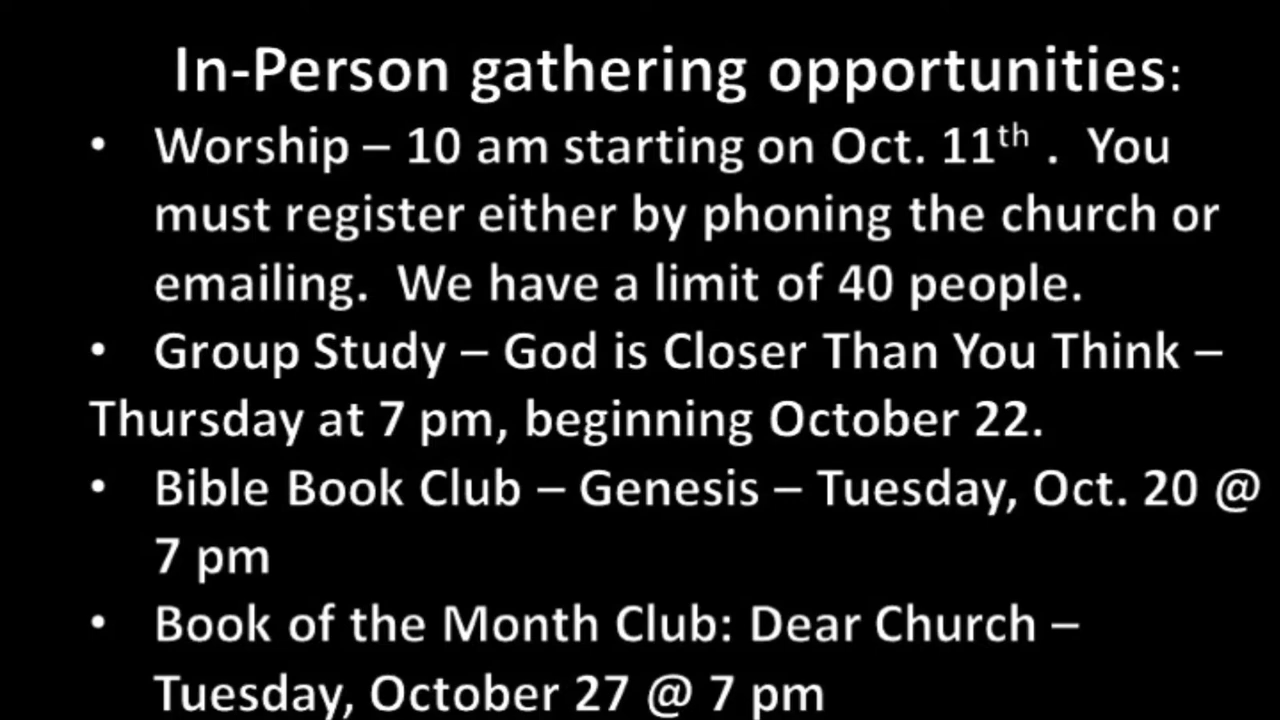 In-Person gathering opportunities:
• Worship – 10 am starting on Oct. 11th .  You
must register either by phoning the church or
emailing.  We have a limit of 40 people.
• Group Study – God is Closer Than You Think –
Thursday at 7 pm, beginning October 22.
• Bible Book Club – Genesis – Tuesday, Oct. 20 @
7 pm
• Book of the Month Club: Dear Church –
Tuesday, October 27 @ 7 pm